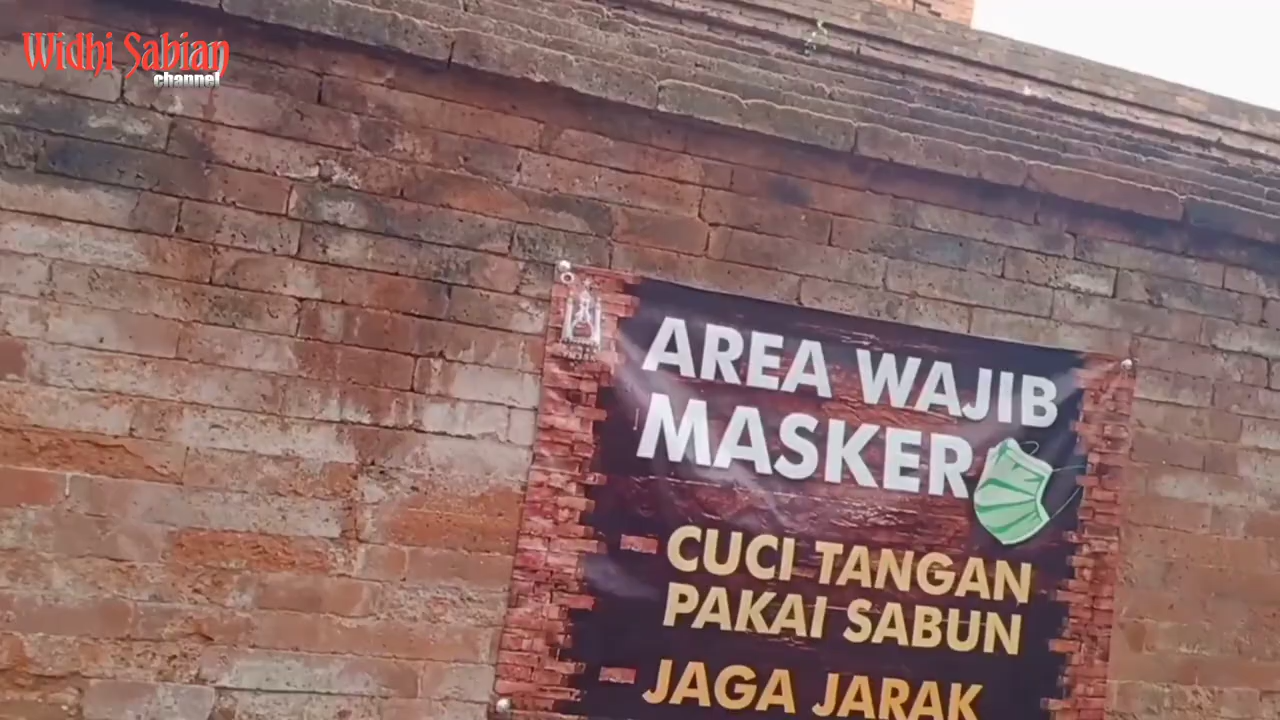 Widhi Sabian
channel
AREA WAJIB
MASKER
CUCI TANGAN
PAKAI SABUN
JAGA JARAK